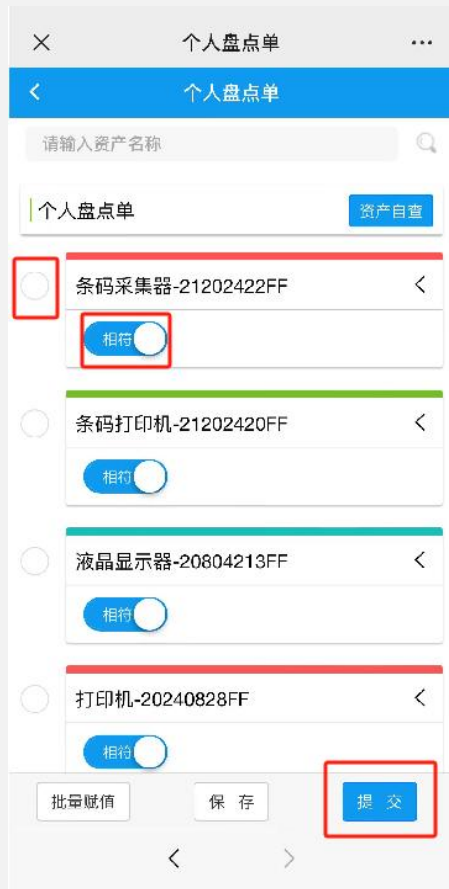 个人盘点单
个人盘点单
请输入资产名称
个人盘点单 资产自查
条码采集器-21202422FF
相符
条码打印机-21202420FF
相符
液晶显示器-20804213FF
相符
打印机-20240828FF
相符
批量赋值 保 存 提 交